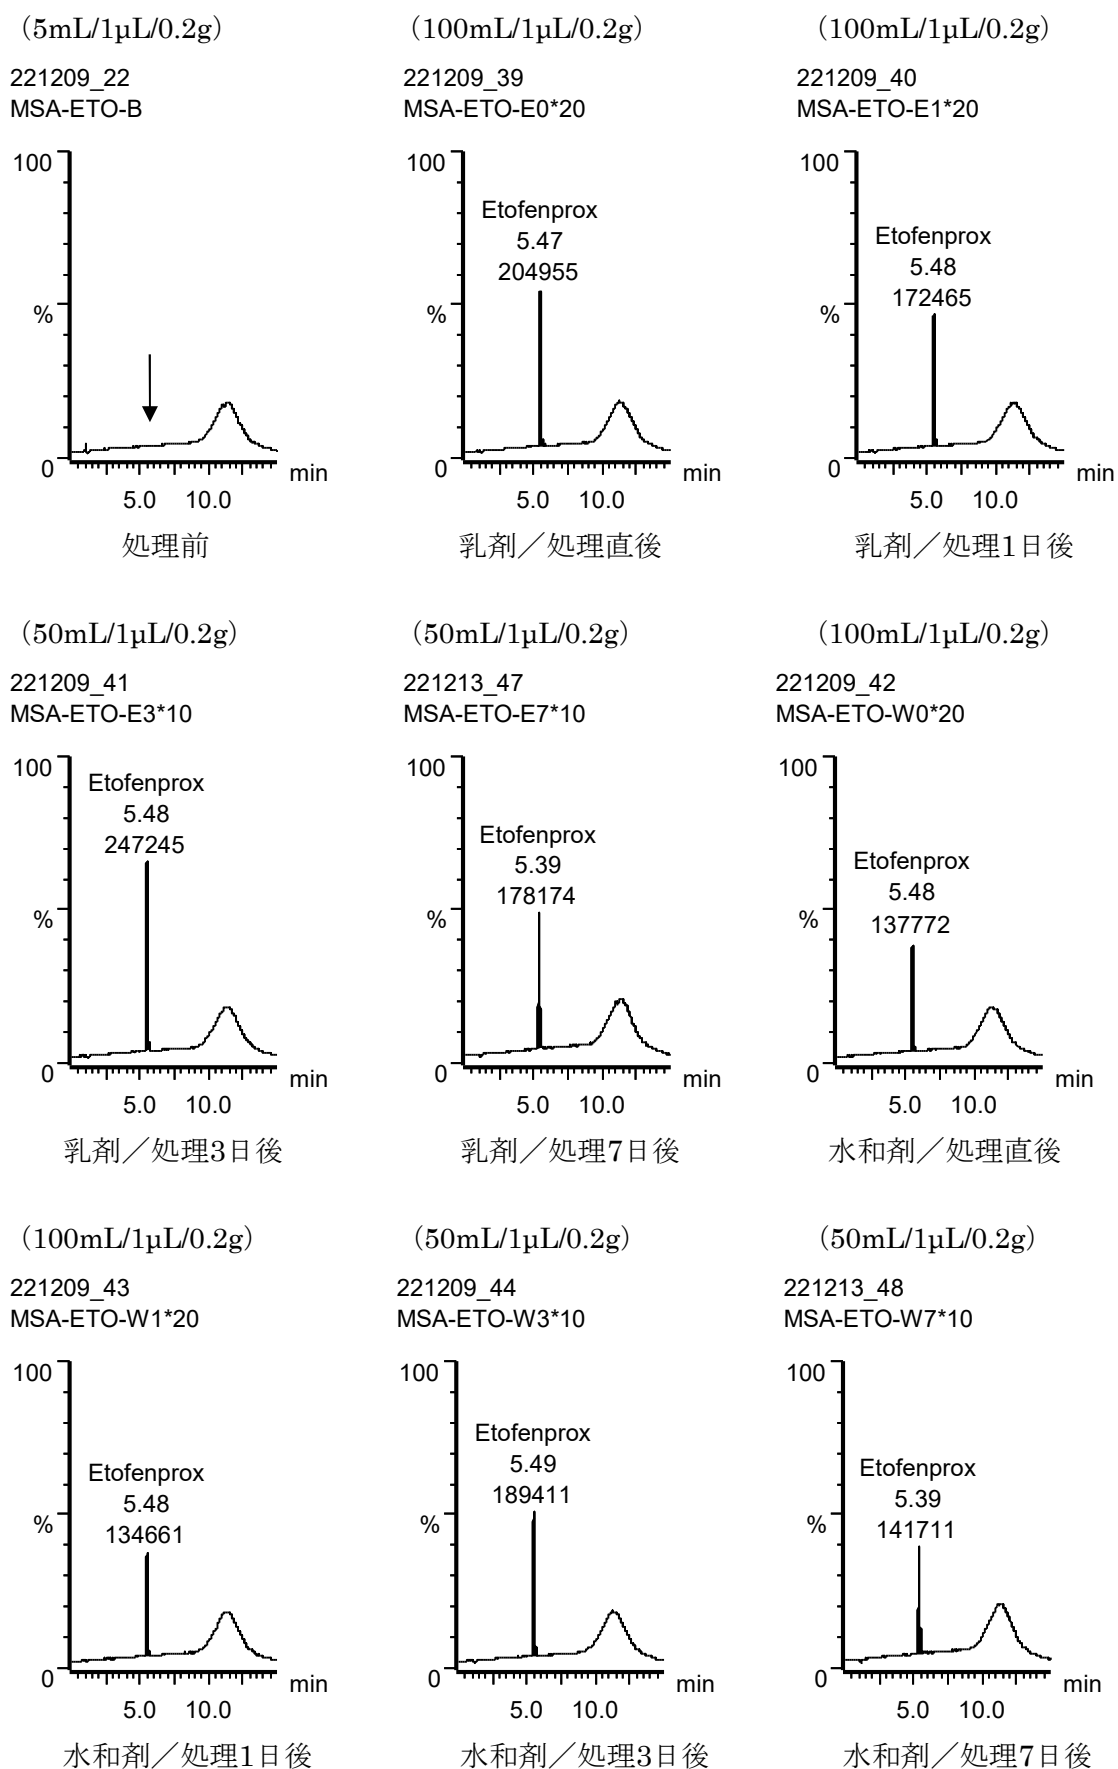 （5mL/1µL/0.2g）
221209_22
MSA-ETO-B
100
%
0
min
5.0 10.0
処理前
（100mL/1µL/0.2g）
221209_39
MSA-ETO-E0*20
100
Etofenprox
5.47
204955
%
0
min
5.0 10.0
乳剤／処理直後
（100mL/1µL/0.2g）
221209_40
MSA-ETO-E1*20
100
Etofenprox
5.48
172465
%
0
min
5.0 10.0
乳剤／処理1日後
（50mL/1µL/0.2g）
221209_41
MSA-ETO-E3*10
100
Etofenprox
5.48
247245
%
0
min
5.0 10.0
乳剤／処理3日後
（50mL/1µL/0.2g）
221213_47
MSA-ETO-E7*10
100
Etofenprox
5.39
178174
%
0
min
5.0 10.0
乳剤／処理7日後
（100mL/1µL/0.2g）
221209_42
MSA-ETO-W0*20
100
Etofenprox
5.48
137772
%
0
min
5.0 10.0
水和剤／処理直後
（100mL/1µL/0.2g）
221209_43
MSA-ETO-W1*20
100
Etofenprox
5.48
134661
%
0
min
5.0 10.0
水和剤／処理1日後
（50mL/1µL/0.2g）
221209_44
MSA-ETO-W3*10
100
Etofenprox
5.49
189411
%
0
min
5.0 10.0
水和剤／処理3日後
（50mL/1µL/0.2g）
221213_48
MSA-ETO-W7*10
100
Etofenprox
5.39
141711
%
0
min
5.0 10.0
水和剤／処理7日後